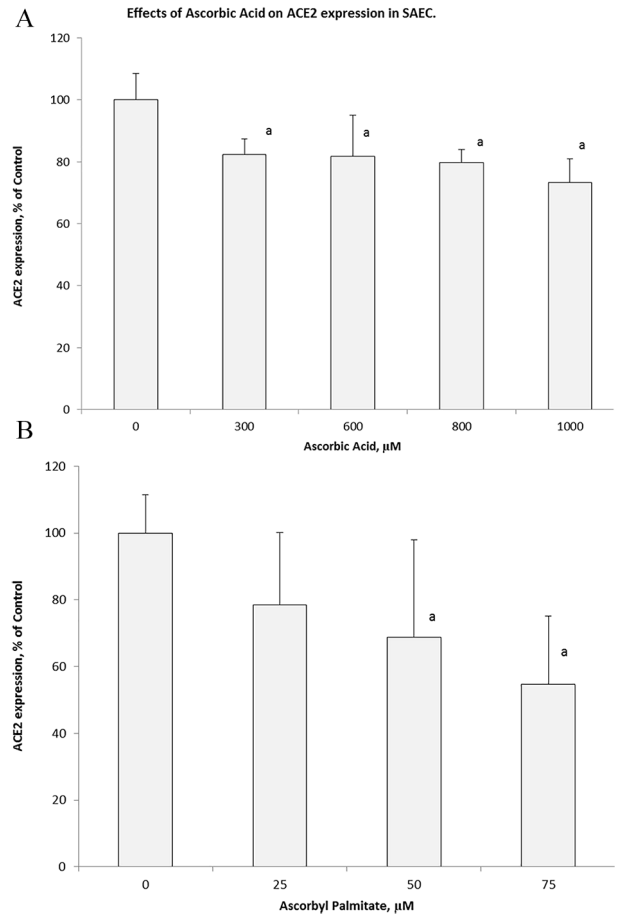 A
Effects of Ascorbic Acid on ACE2 expression in SAEC.
ACE2 expression, % of Control
120
100
80
60
40
20
0
a
a
a
a
0 300 600 800 1000
Ascorbic Acid, μM
B
ACE2 expression, % of Control
120
100
80
60
40
20
0
a
a
0 25 50 75
Ascorbyl Palmitate, μM